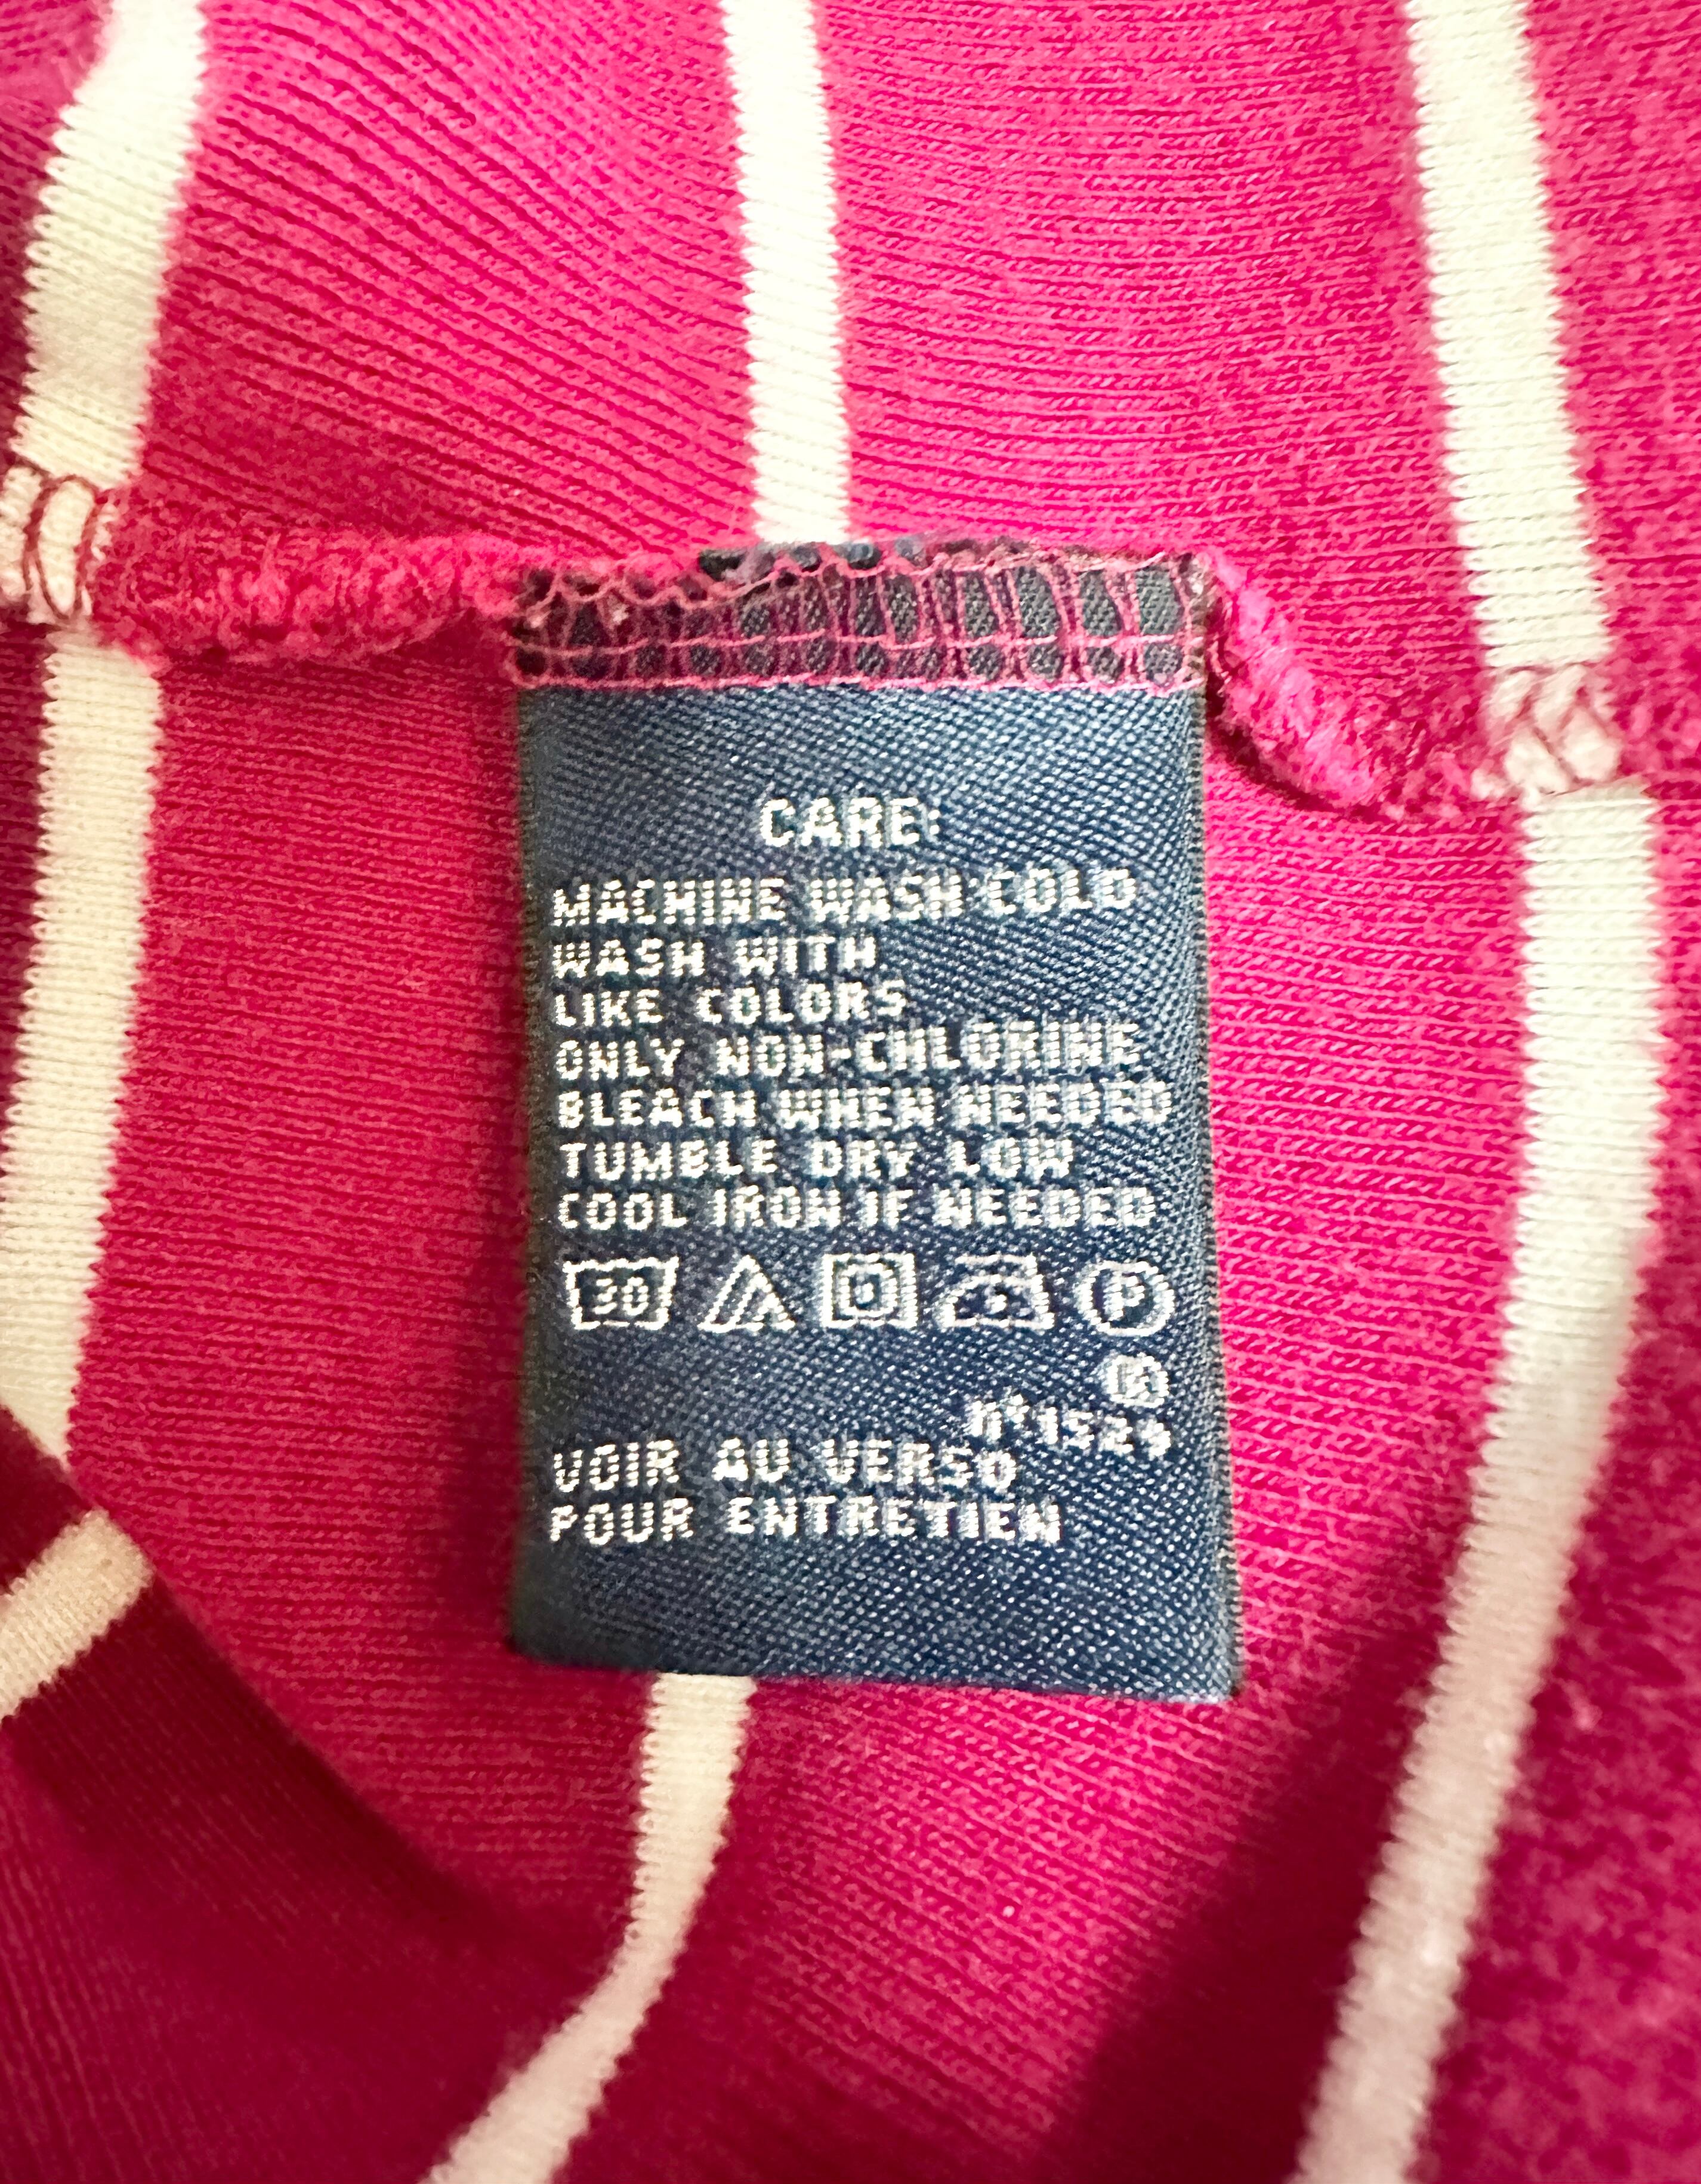 CARE:
MACHINE WASH COLD
WASH WITH
LIKE COLORS
ONLY NON-CHLORINE
BLEACH WHEN NEEDED
TUMBLE DRY LOW
COOL IRON IF NEEDED
30 P
n°1529
VOIR AU VERSO
POUR ENTRETIEN